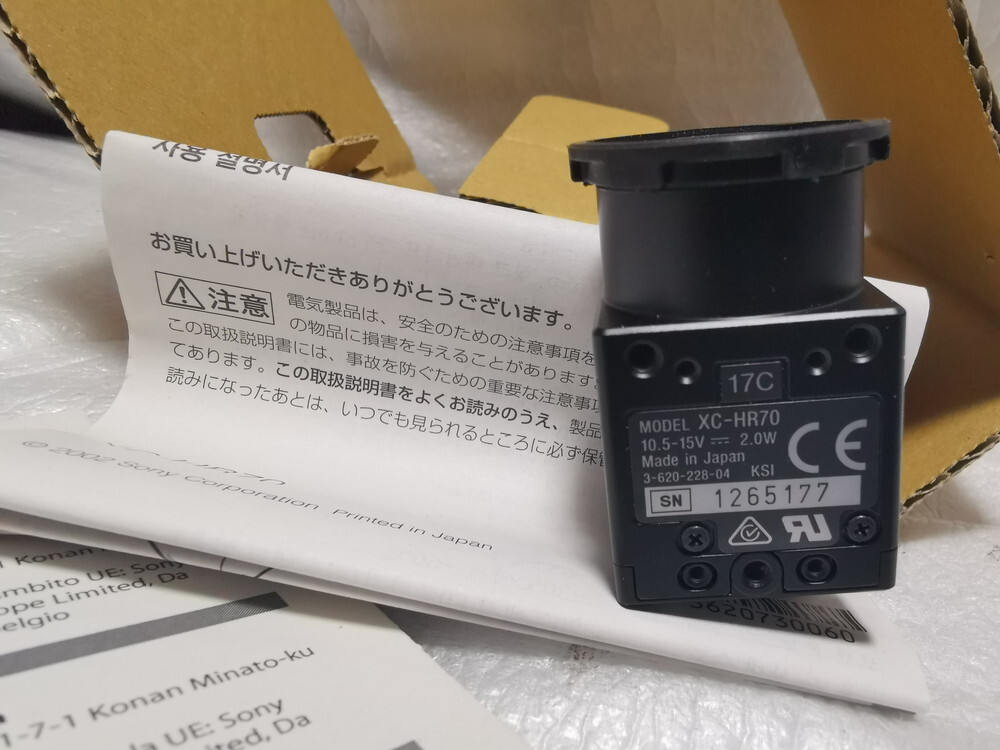 사용 설명서
お買い上げいただきありがとうございます。
注意
電気製品は、安全のための注意事項を
の物品に損害を与えることがあります。
この取扱説明書には、事故を防ぐための重要な注意事項
てあります。この取扱説明書をよくお読みのうえ、製品
読みになったあとは、いつでも見られるところに必ず保
© 2002 Sony Corporation Printed in Japan
Konan
UE: Sony
Limited, Da
1-7-1 Konan Minato-ku
UE: Sony
Da
17C
MODEL XC-HR70
10.5-15V ⎓ 2.0W
Made in Japan
3-620-228-04 KSI
CE
SN 1265177
3620730060